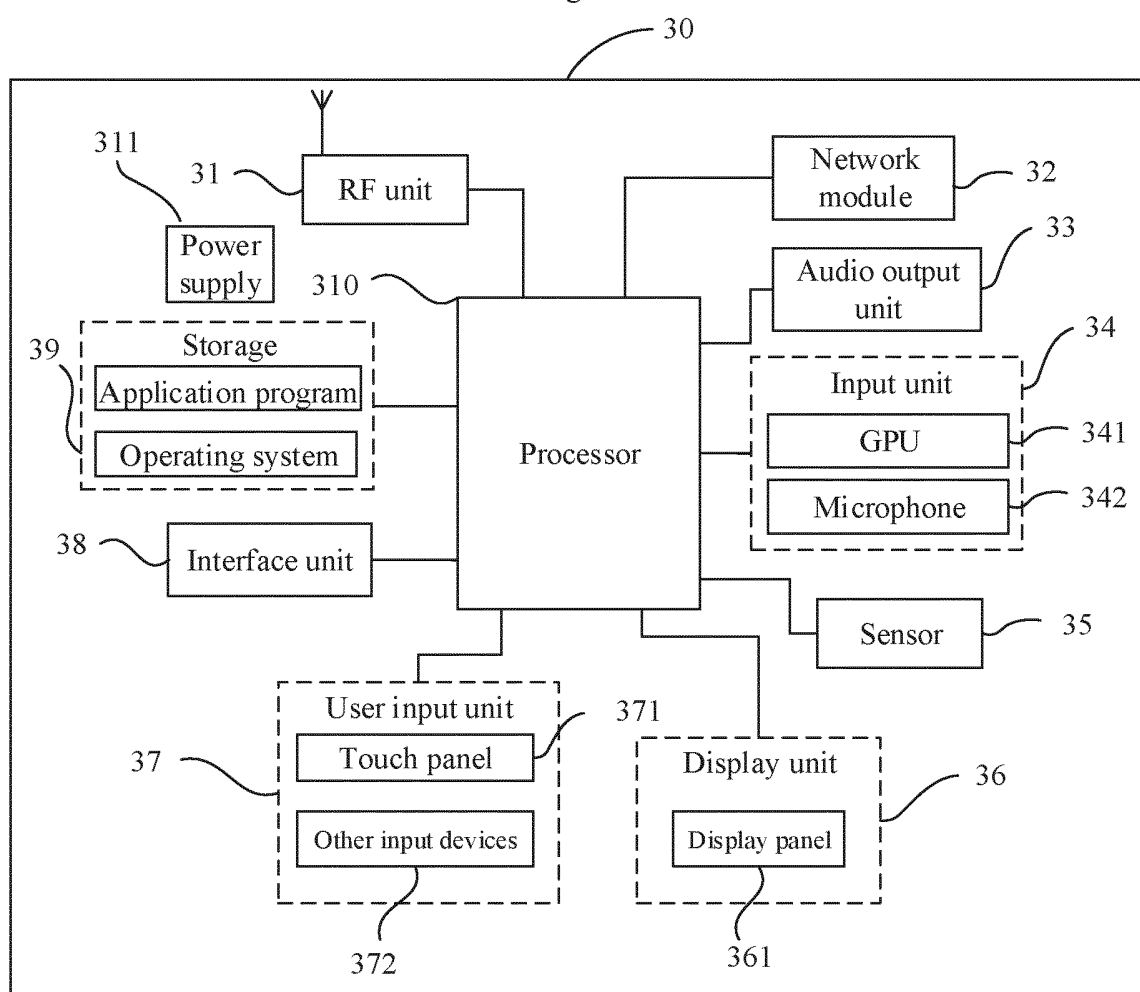 30
311
31
RF unit
Network
module
32
Power
supply
310
Audio output
unit
33
39
Storage
Application program
Operating system
Processor
34
Input unit
GPU
341
Microphone
342
38
Interface unit
Sensor
35
37
User input unit
Touch panel
371
Other input devices
372
Display unit
36
Display panel
361